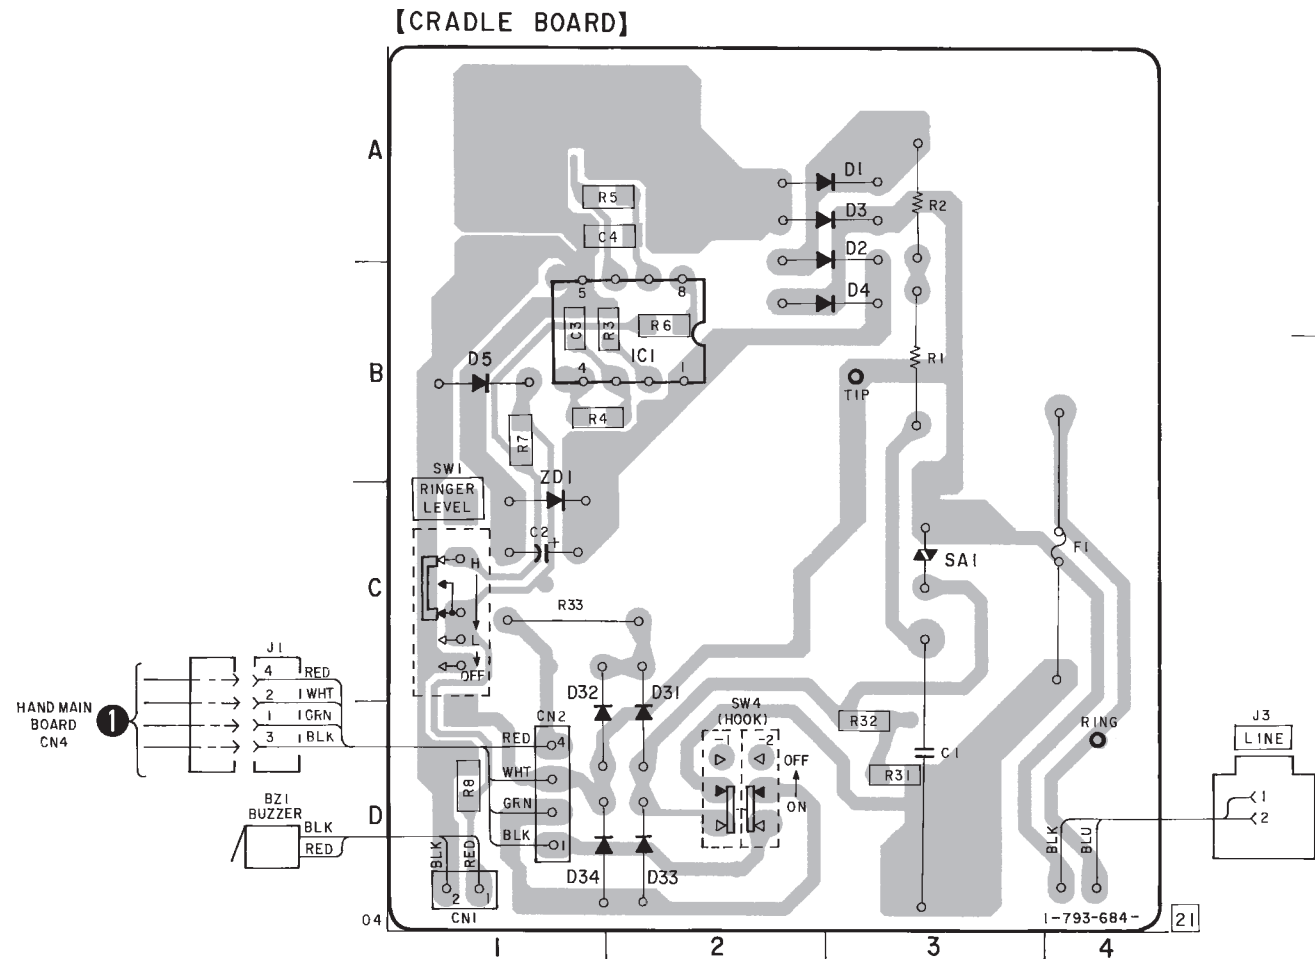 【CRADLE BOARD】
A
D1
R5
R2
D3
C4
D2
5
8
D4
C3
R3
R6
IC1
R1
D5
B
4
1
TIP
R4
R7
SW1
ZD1
RINGER
LEVEL
C2
+
H
F1
SA1
C
R33
L
OFF
J1
4 RED
2 WHT
1 GRN
3 BLK
HAND MAIN
BOARD
CN4
1
D32
D31
SW4
(HOOK)
CN2
R32
RING
-1
-2
RED
4
OFF
C1
J3
LINE
WHT
R8
R31
ON
GRN
D
1
2
BZ1
BUZZER
BLK
RED
BLK
1
BLK
BLU
BLK
RED
D34
D33
2
1
CN1
04
1-793-684-
21
1
2
3
4